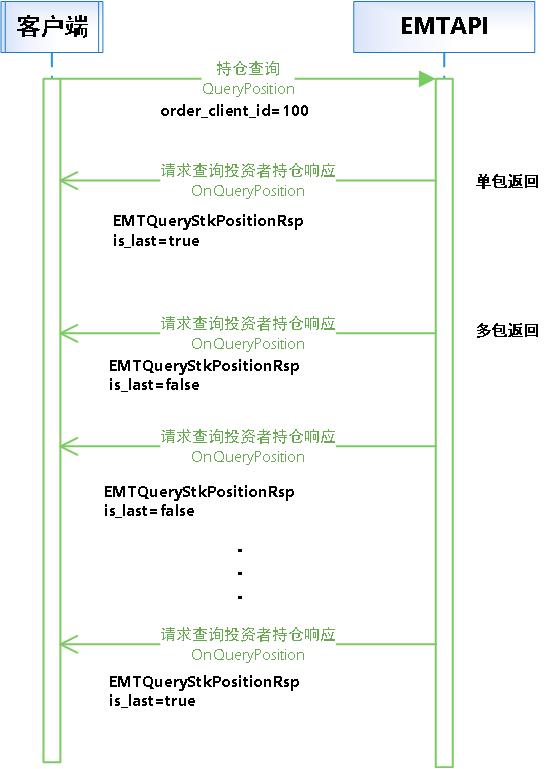 客户端
EMTAPI
持仓查询
QueryPosition
order_client_id=100
请求查询投资者持仓响应
OnQueryPosition
单包返回
EMTQueryStkPositionRsp
is_last=true
请求查询投资者持仓响应
OnQueryPosition
多包返回
EMTQueryStkPositionRsp
is_last=false
请求查询投资者持仓响应
OnQueryPosition
EMTQueryStkPositionRsp
is_last=false
.
.
.
请求查询投资者持仓响应
OnQueryPosition
EMTQueryStkPositionRsp
is_last=true